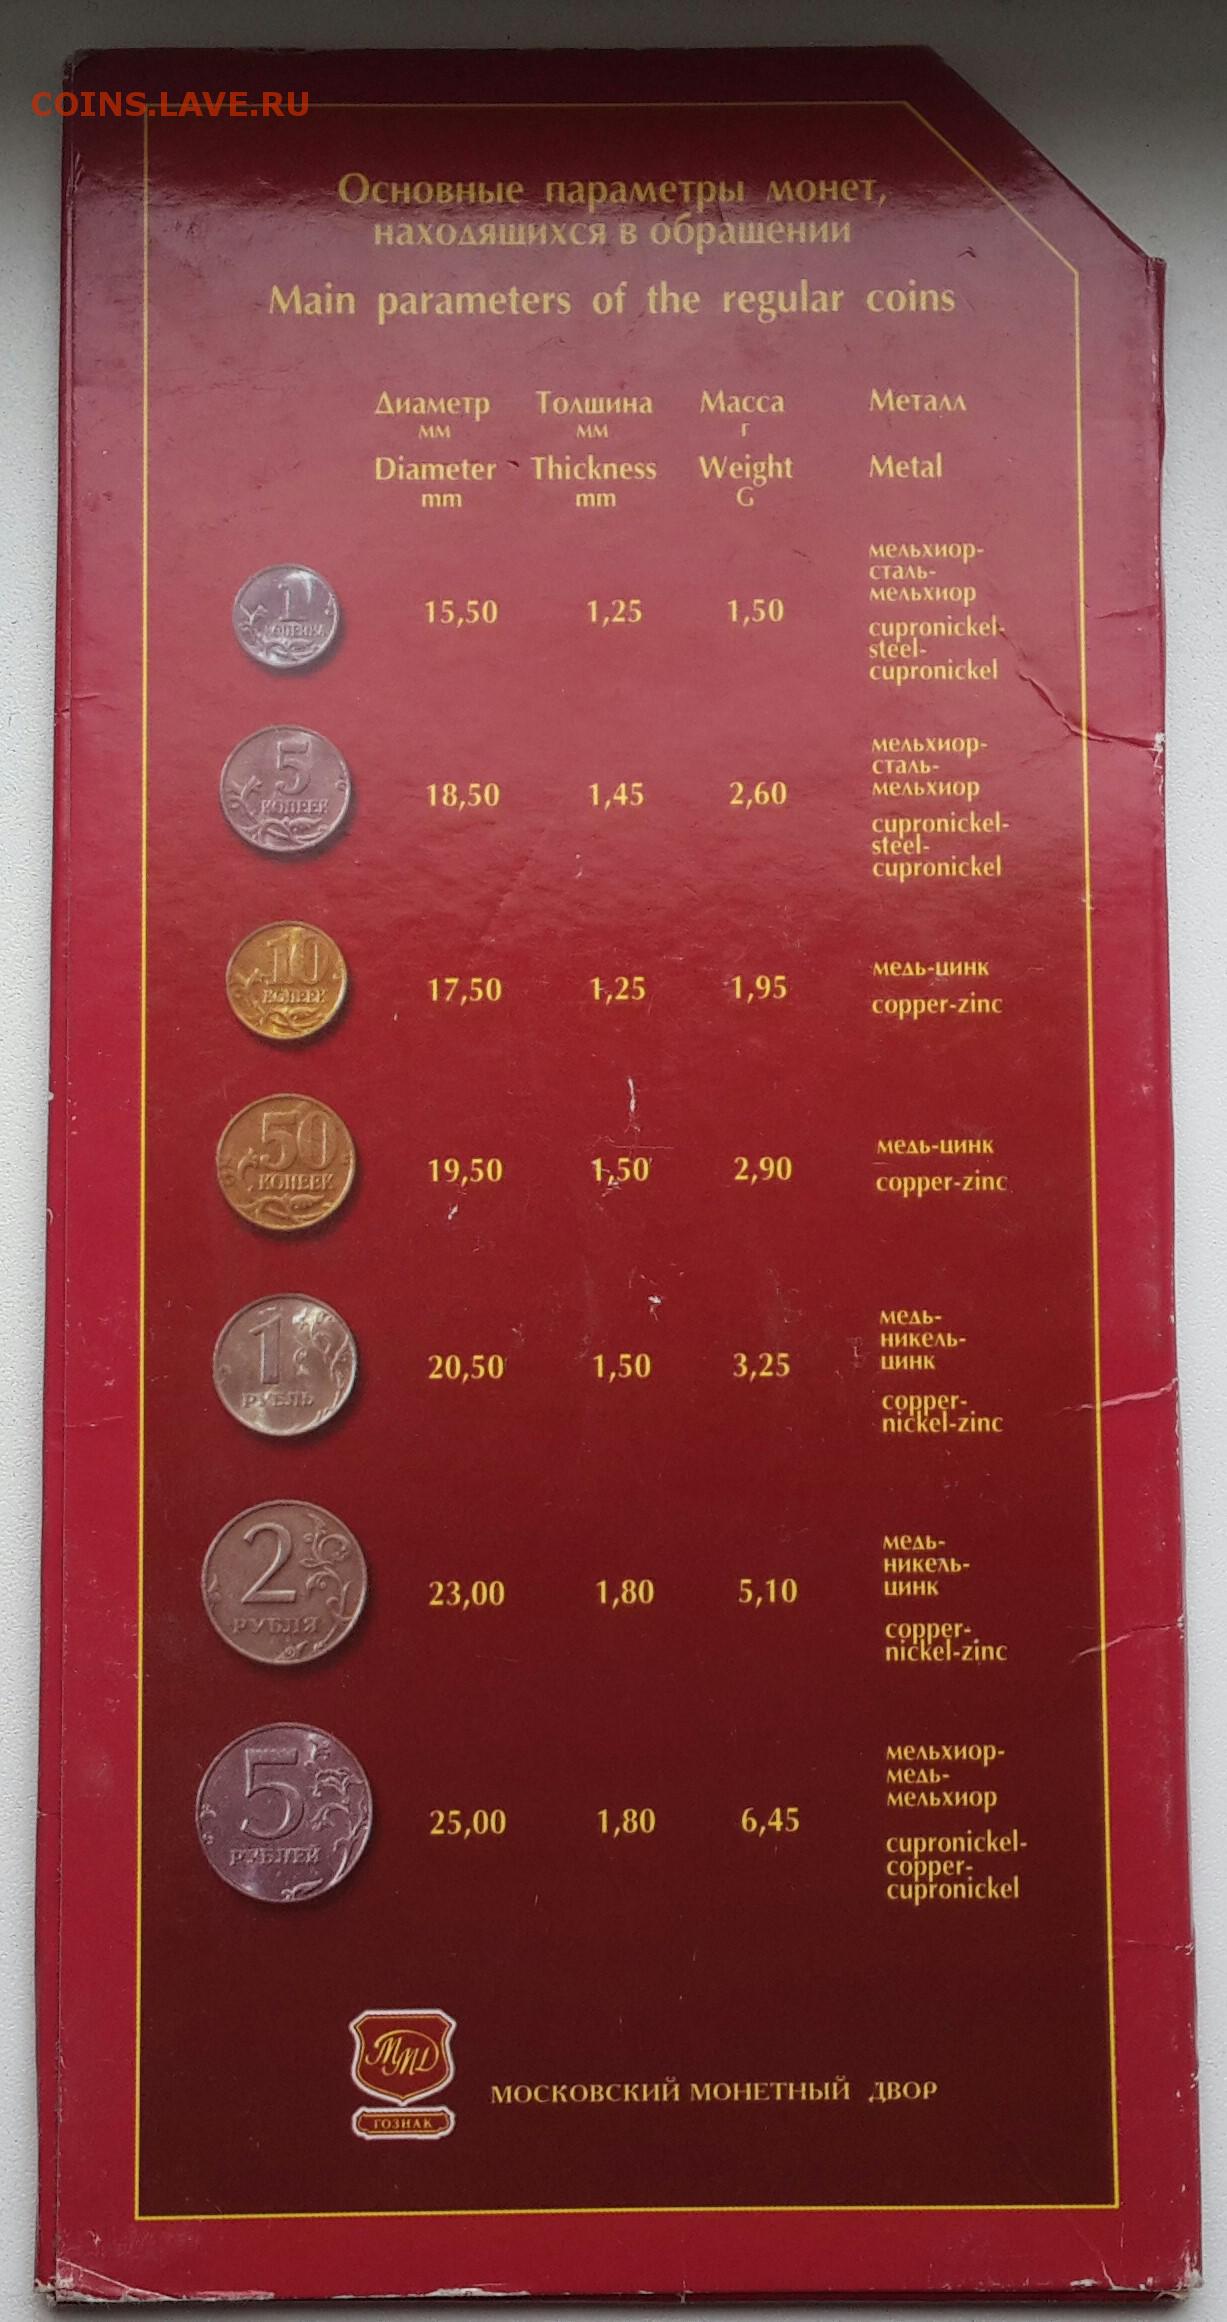 COINS.LAVE.RU
Основные параметры монет,
находящихся в обращении
Main parameters of the regular coins
Диаметр Толщина Масса Металл
мм мм г
Diameter Thickness Weight Metal
mm mm G
1
КОПЕЙКА
15,50 1,25 1,50
мельхиор-
сталь-
мельхиор
cupronickel-
steel-
cupronickel
5
КОПЕЕК
18,50 1,45 2,60
мельхиор-
сталь-
мельхиор
cupronickel-
steel-
cupronickel
10
КОПЕЕК
17,50 1,25 1,95
медь-цинк
copper-zinc
50
КОПЕЕК
19,50 1,50 2,90
медь-цинк
copper-zinc
1
РУБЛЬ
20,50 1,50 3,25
медь-
никель-
цинк
copper-
nickel-zinc
2
РУБЛЯ
23,00 1,80 5,10
медь-
никель-
цинк
copper-
nickel-zinc
5
РУБЛЕЙ
25,00 1,80 6,45
мельхиор-
медь-
мельхиор
cupronickel-
copper-
cupronickel
ММД
ГОЗНАК
МОСКОВСКИЙ МОНЕТНЫЙ ДВОР